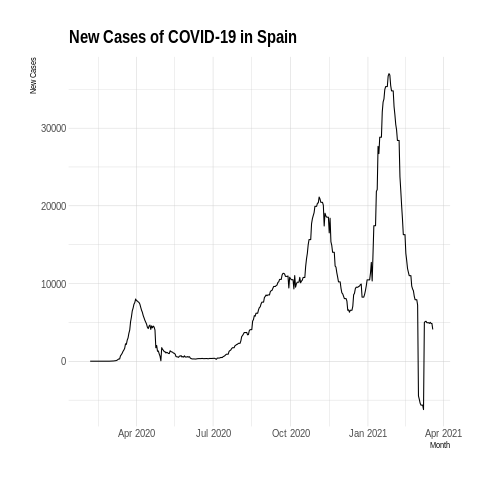 New Cases of COVID-19 in Spain
New Cases
30000
20000
10000
0
Apr 2020 Jul 2020 Oct 2020 Jan 2021 Apr 2021
Month